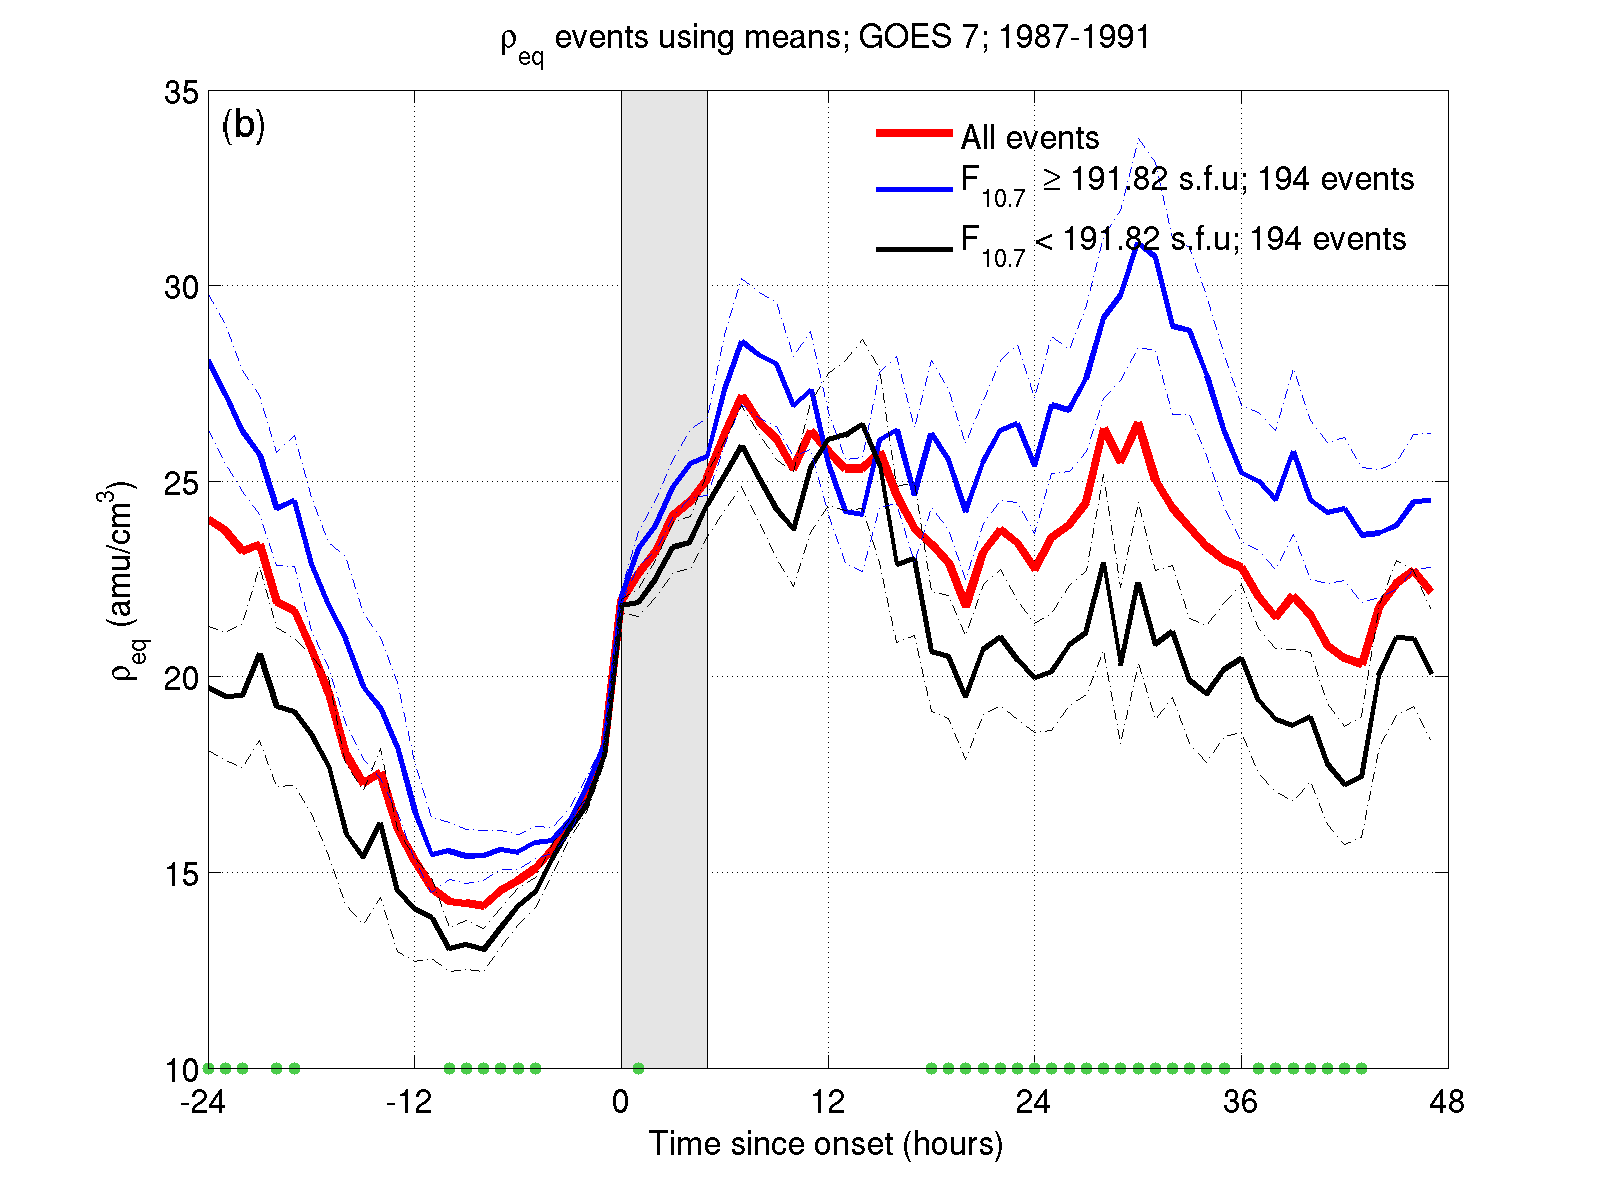 ρeq events using means; GOES 7; 1987-1991
(b)
All events
F10.7 ≥ 191.82 s.f.u; 194 events
F10.7 < 191.82 s.f.u; 194 events
35
30
25
20
15
10
ρeq (amu/cm3)
-24 -12 0 12 24 36 48
Time since onset (hours)